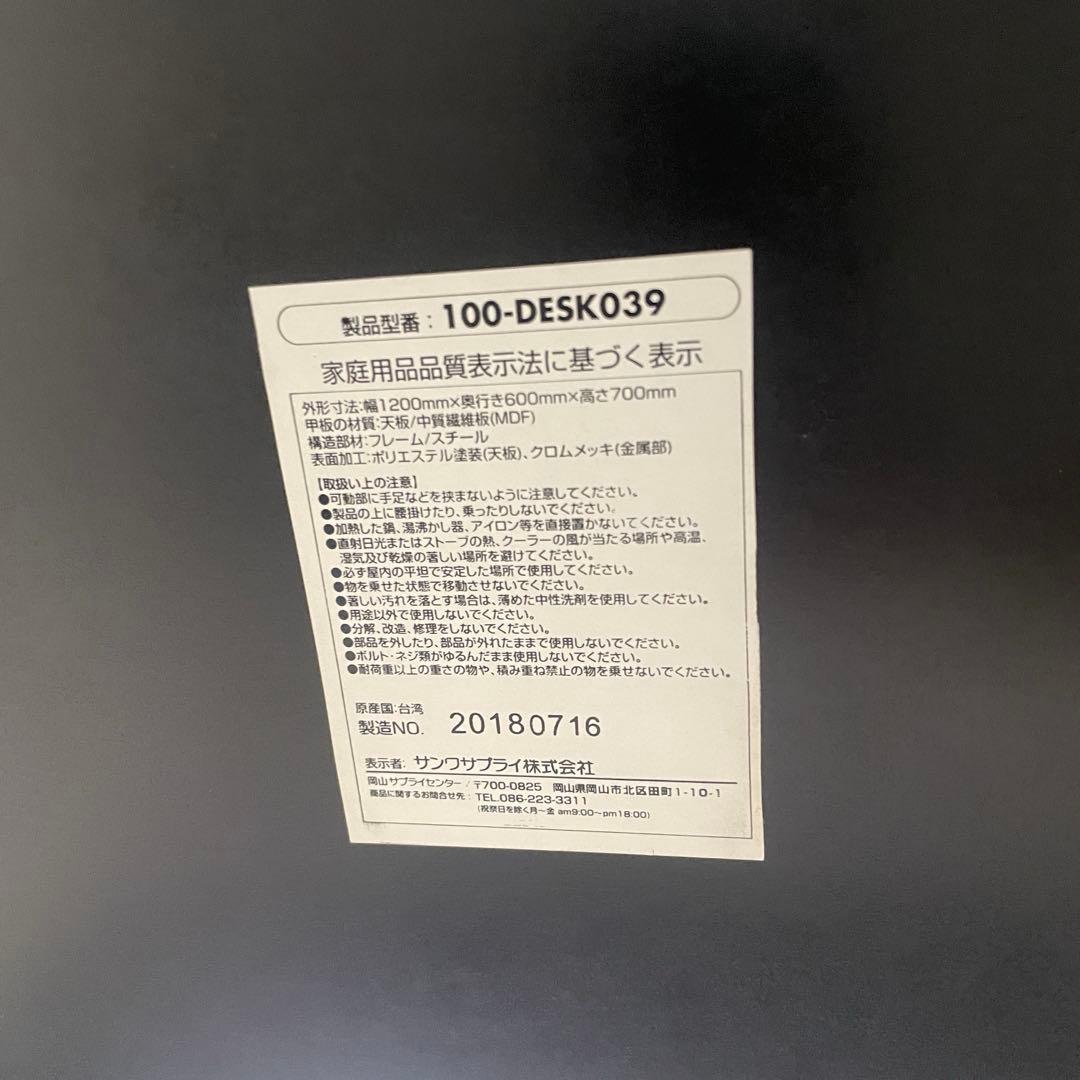 製品型番：100-DESK039
家庭用品品質表示法に基づく表示
外形寸法:幅1200mm×奥行き600mm×高さ700mm
甲板の材質:天板/中質繊維板(MDF)
構造部材:フレーム/スチール
表面加工:ポリエステル塗装(天板)、クロムメッキ(金属部)
【取扱い上の注意】
●可動部に手足などを挟まないように注意してください。
●製品の上に腰掛けたり、乗ったりしないでください。
●加熱した鍋、湯沸かし器、アイロン等を直接置かないてください。
●直射日光またはストーブの熱、クーラーの風が当たる場所や高温、
湿気及び乾燥の著しい場所を避けてください。
●必ず屋内の平坦で安定した場所で使用してください。
●物を乗せた状態で移動させないでください。
●著しい汚れを落とす場合は、薄めた中性洗剤を使用してください。
●用途以外で使用しないでください。
●分解、改造、修理をしないでください。
●部品を外したり、部品が外れたままで使用しないでください。
●ボルト・ネジ類がゆるんだまま使用しないでください。
●耐荷重以上の重さの物や、積み重ね禁止の物を乗せないでください。
原産国:台湾
製造NO. 20180716
表示者: サンワサプライ株式会社
岡山サプライセンター / 〒700-0825 岡山県岡山市北区田町1-10-1
商品に関するお問合せ先 : TEL.086-223-3311
(祝祭日を除く月～金 am9:00～pm18:00)